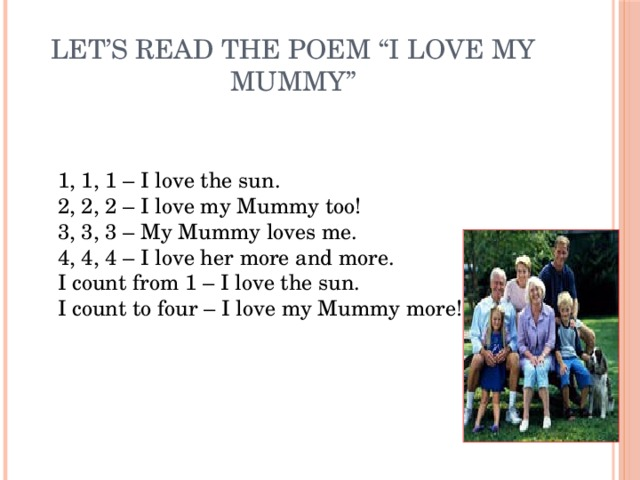 LET’S READ THE POEM “I LOVE MY
MUMMY”
1, 1, 1 – I love the sun.
2, 2, 2 – I love my Mummy too!
3, 3, 3 – My Mummy loves me.
4, 4, 4 – I love her more and more.
I count from 1 – I love the sun.
I count to four – I love my Mummy more!